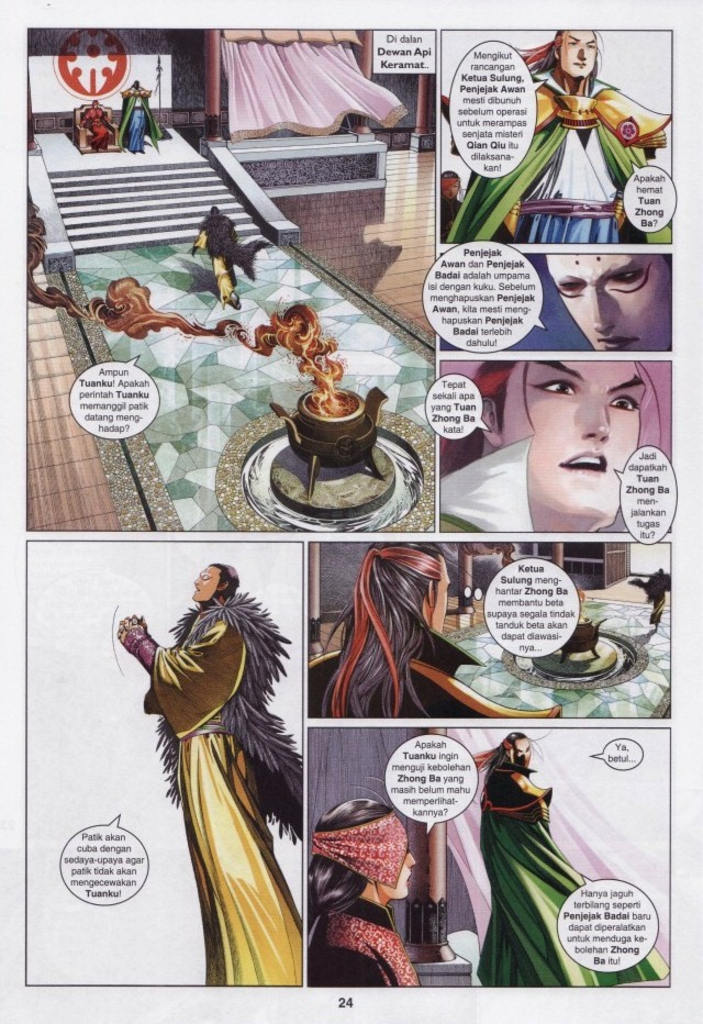 Di dalan
Dewan Api
Keramat..
Ampun
Tuanku! Apakah
perintah Tuanku
memanggil patik
datang meng-
hadap?
Mengikut
rancangan
Ketua Sulung,
Penjejak Awan
mesti dibunuh
sebelum operasi
untuk merampas
senjata misteri
Qian Qiu itu
dilaksana-
kan!
Apakah
hemat
Tuan
Zhong
Ba?
Penjejak
Awan dan Penjejak
Badai adalah umpama
isi dengan kuku. Sebelum
menghapuskan Penjejak
Awan, kita mesti meng-
hapuskan Penjejak
Badai terlebih
dahulu!
Tepat
sekali apa
yang Tuan
Zhong Ba
kata!
Jadi
dapatkah
Tuan
Zhong Ba
men-
jalankan
tugas
itu?
Patik akan
cuba dengan
sedaya-upaya agar
patik tidak akan
mengecewakan
Tuanku!
Ketua
Sulung meng-
hantar Zhong Ba
membantu beta
supaya segala tindak
tanduk beta akan
dapat diawasi-
nya...
Apakah
Tuanku ingin
menguji kebolehan
Zhong Ba yang
masih belum mahu
memperlihat-
kannya?
Ya,
betul...
Hanya jaguh
terbilang seperti
Penjejak Badai baru
dapat diperalatkan
untuk menduga ke-
bolehan Zhong
Ba itu!
24